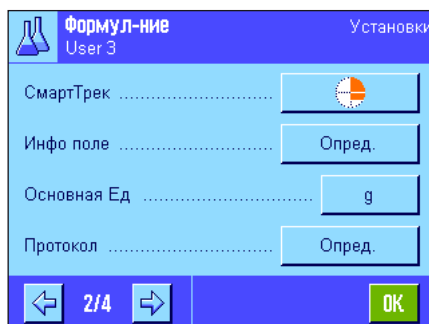 Формул-ние Установки
User 3
СмартТрек ............................
Инфо поле ............................
Опред.
Основная Ед ...............................
g
Протокол ..............................
Опред.
2/4
OK